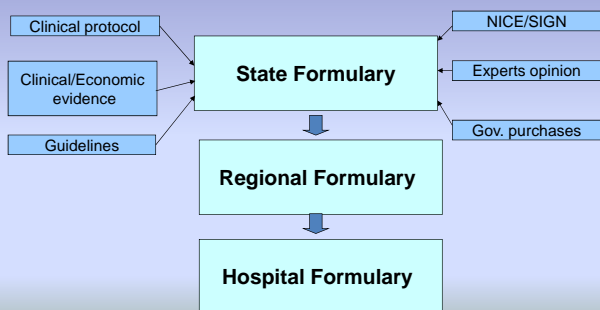 Clinical protocol
Clinical/Economic
evidence
Guidelines
State Formulary
NICE/SIGN
Experts opinion
Gov. purchases
Regional Formulary
Hospital Formulary